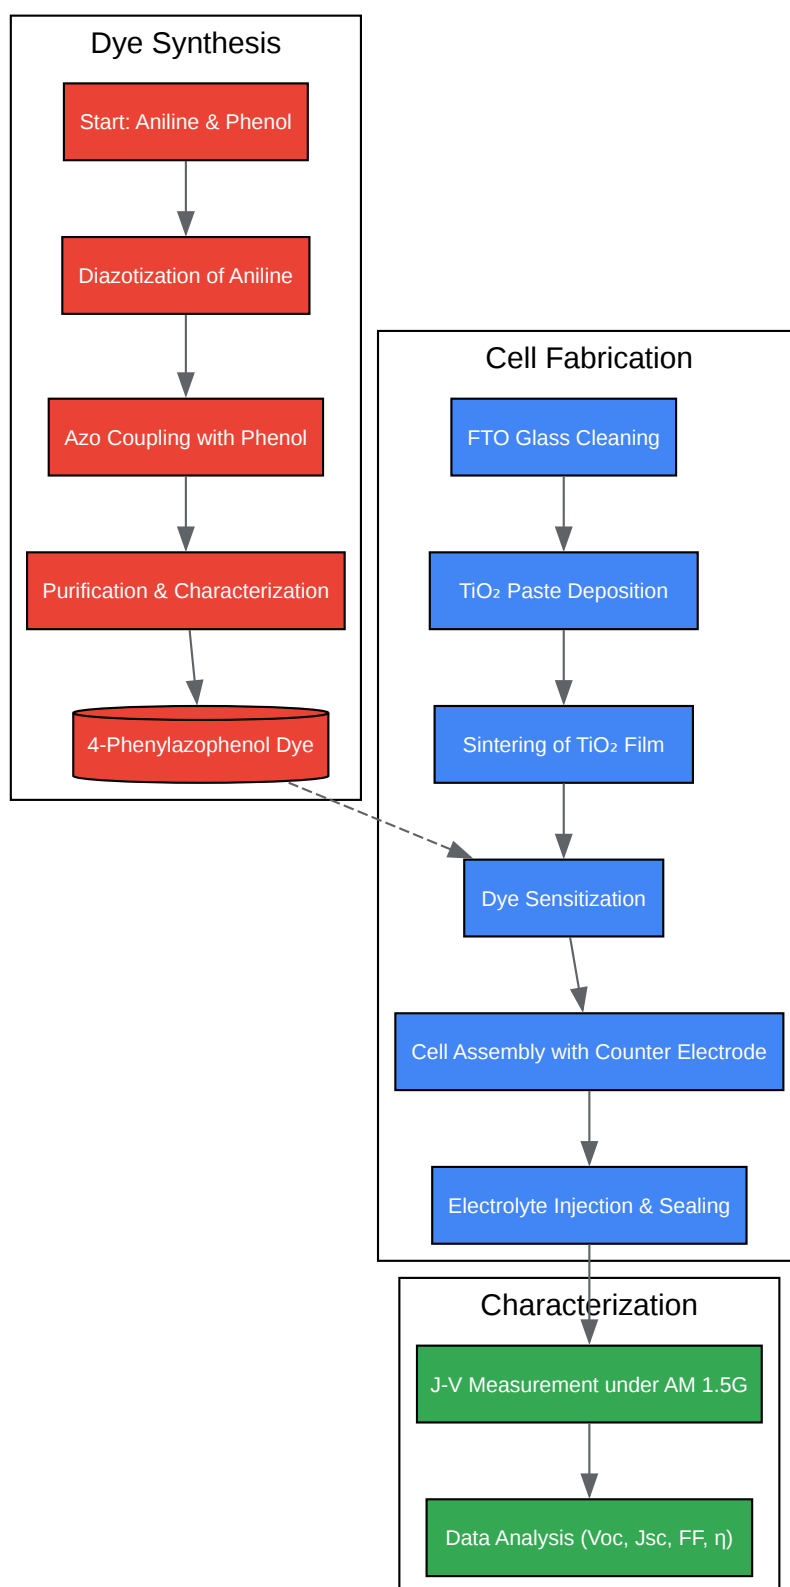 Dye Synthesis
Start: Aniline & Phenol
Diazotization of Aniline
Azo Coupling with Phenol
Purification & Characterization
4-Phenylazophenol Dye
Cell Fabrication
FTO Glass Cleaning
TiO₂ Paste Deposition
Sintering of TiO₂ Film
Dye Sensitization
Cell Assembly with Counter Electrode
Electrolyte Injection & Sealing
Characterization
J-V Measurement under AM 1.5G
Data Analysis (Voc, Jsc, FF, η)